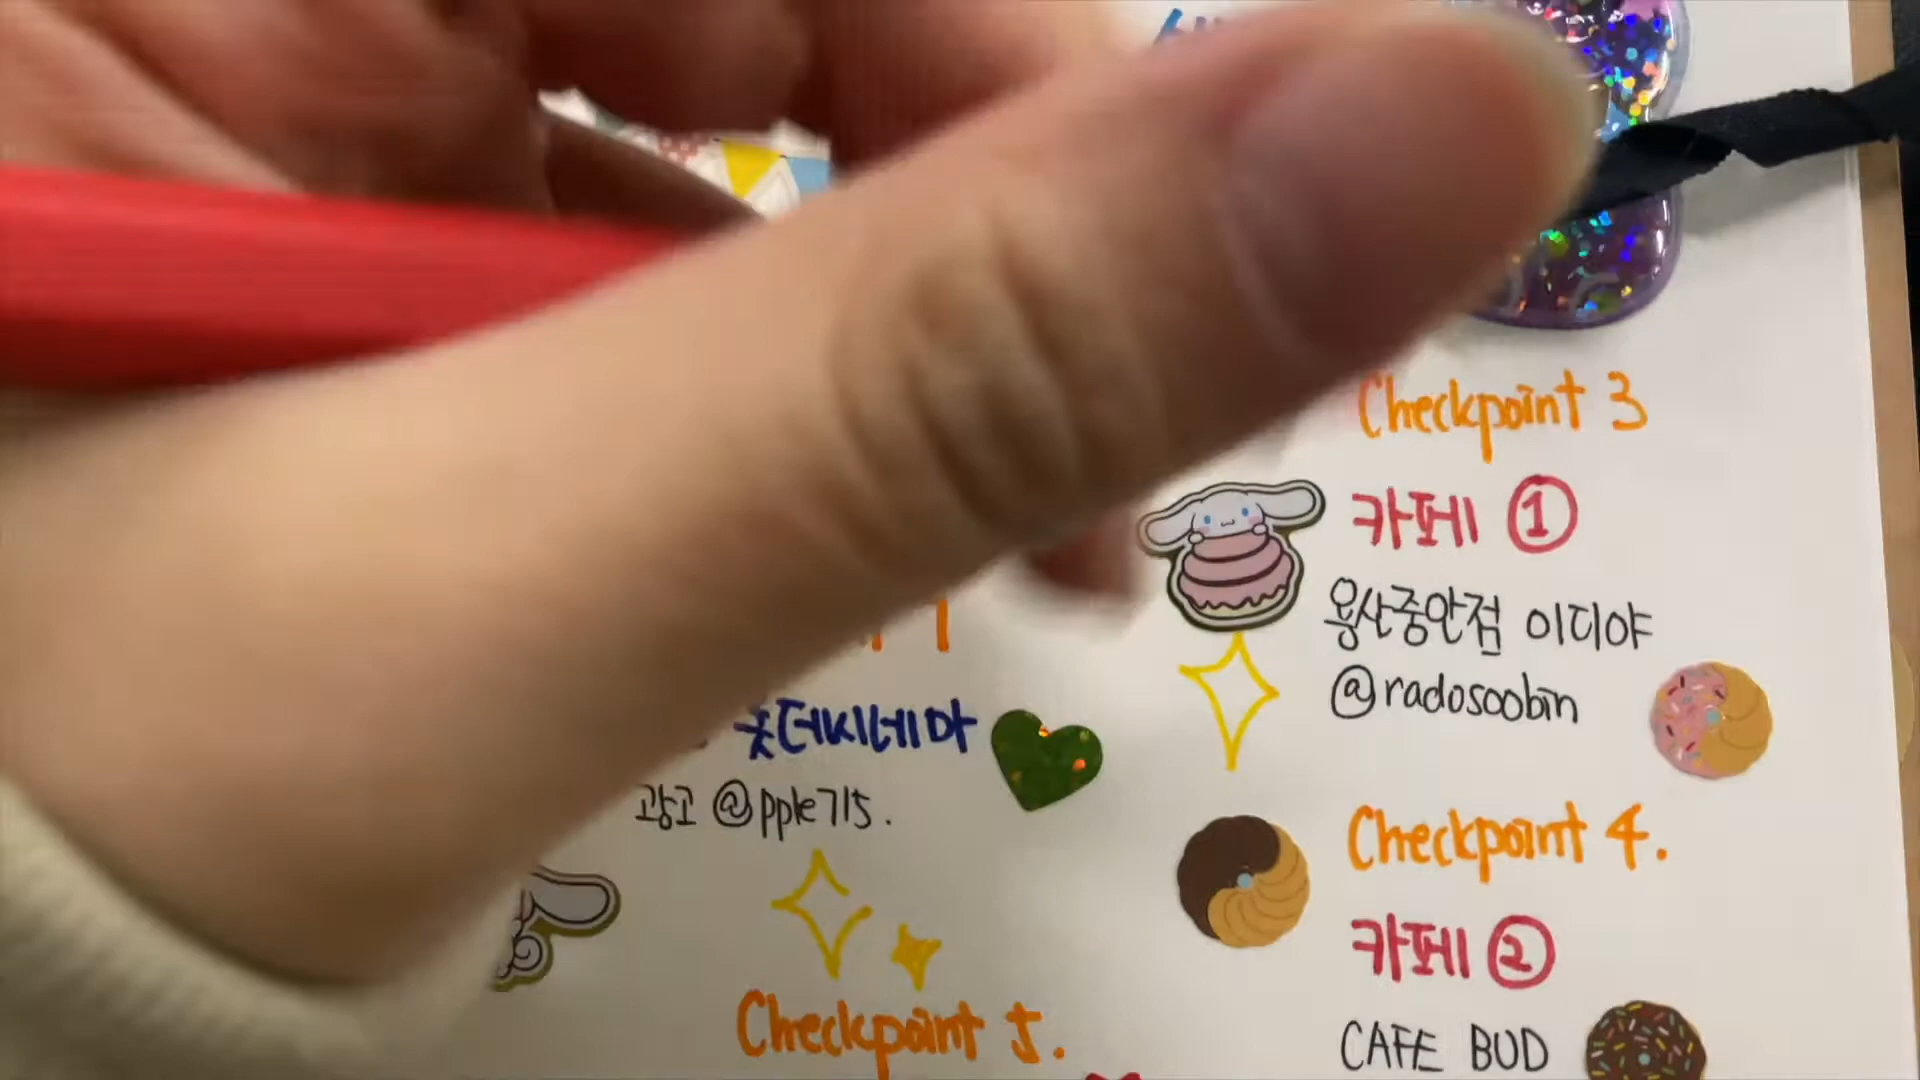 Checkpoint 3
카페 ①
용산중앙점 이디야
@radosoobin
1
광고 @pple715.
Checkpoint 4.
카페 ②
CAFE BUD
Checkpoint 5.